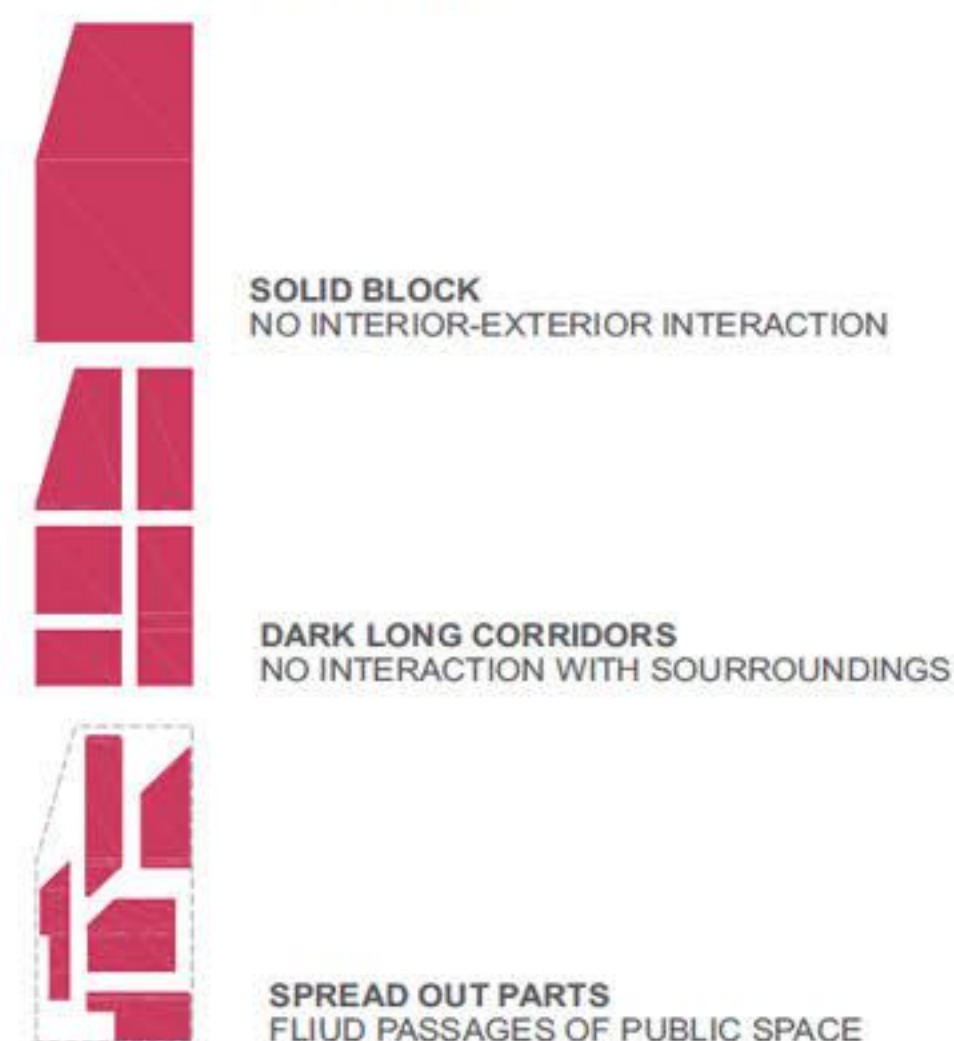 SOLID BLOCK
NO INTERIOR-EXTERIOR INTERACTION
DARK LONG CORRIDORS
NO INTERACTION WITH SOURROUNDINGS
SPREAD OUT PARTS
FLIUD PASSAGES OF PUBLIC SPACE